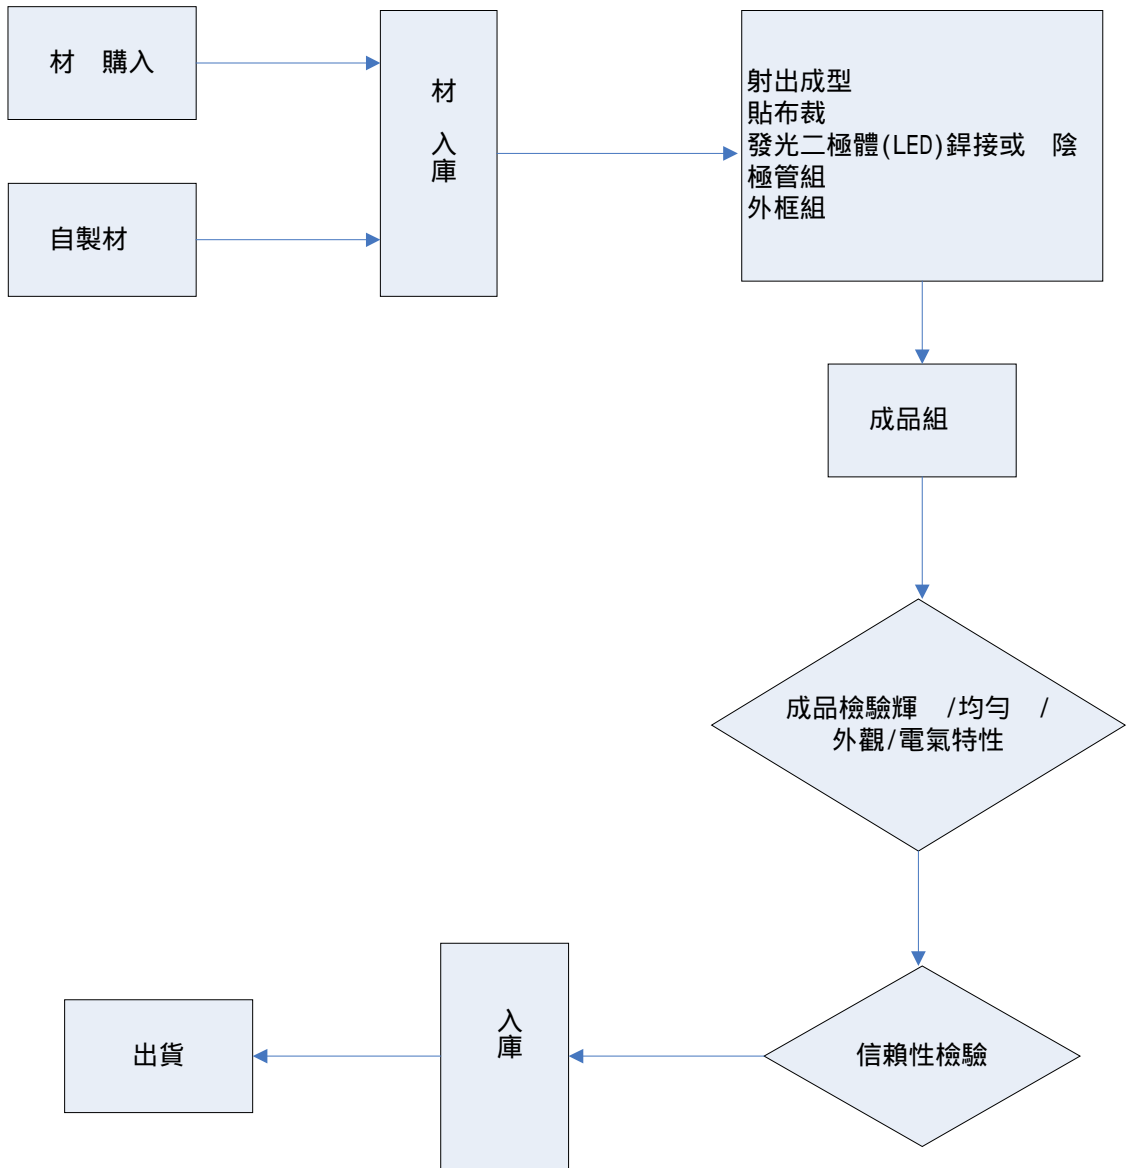 材　購入
自製材
材　入庫
射出成型
貼布裁
發光二極體(LED)銲接或　陰
極管組
外框組
成品組
成品檢驗輝　/均勻　/
外觀/電氣特性
信賴性檢驗
入庫
出貨